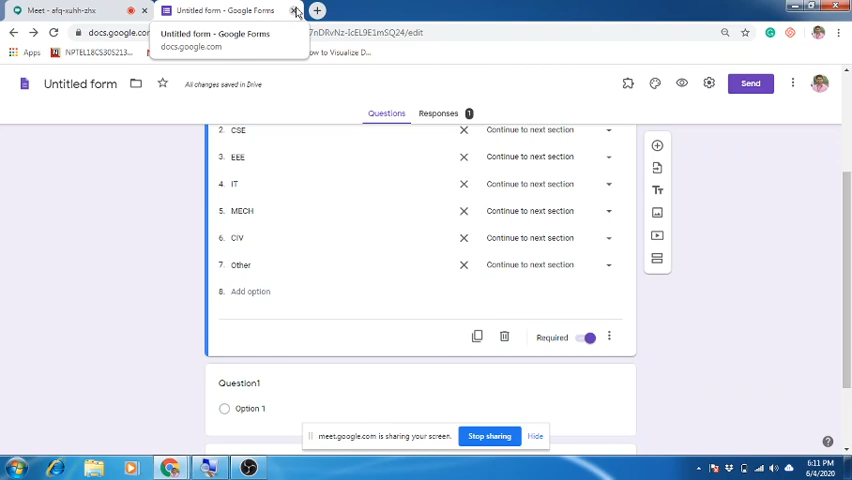 Meet - afq-xuhh-zhx
Untitled form - Google Forms
docs.google.com
7nDRvNz-IcEL9E1mSQ24/edit
Untitled form - Google Forms
docs.google.com
Apps
NPTEL18CS30S213
ow to Visualize D
Untitled form
All changes saved in Drive
Send
Questions
Responses
1
2. CSE
Continue to next section
3. EEE
Continue to next section
4. IT
Continue to next section
5. MECH
Continue to next section
6. CIV
Continue to next section
7. Other
Continue to next section
8. Add option
Required
Question1
Option 1
meet.google.com is sharing your screen.
Stop sharing
Hide
6:11 PM
6/4/2020